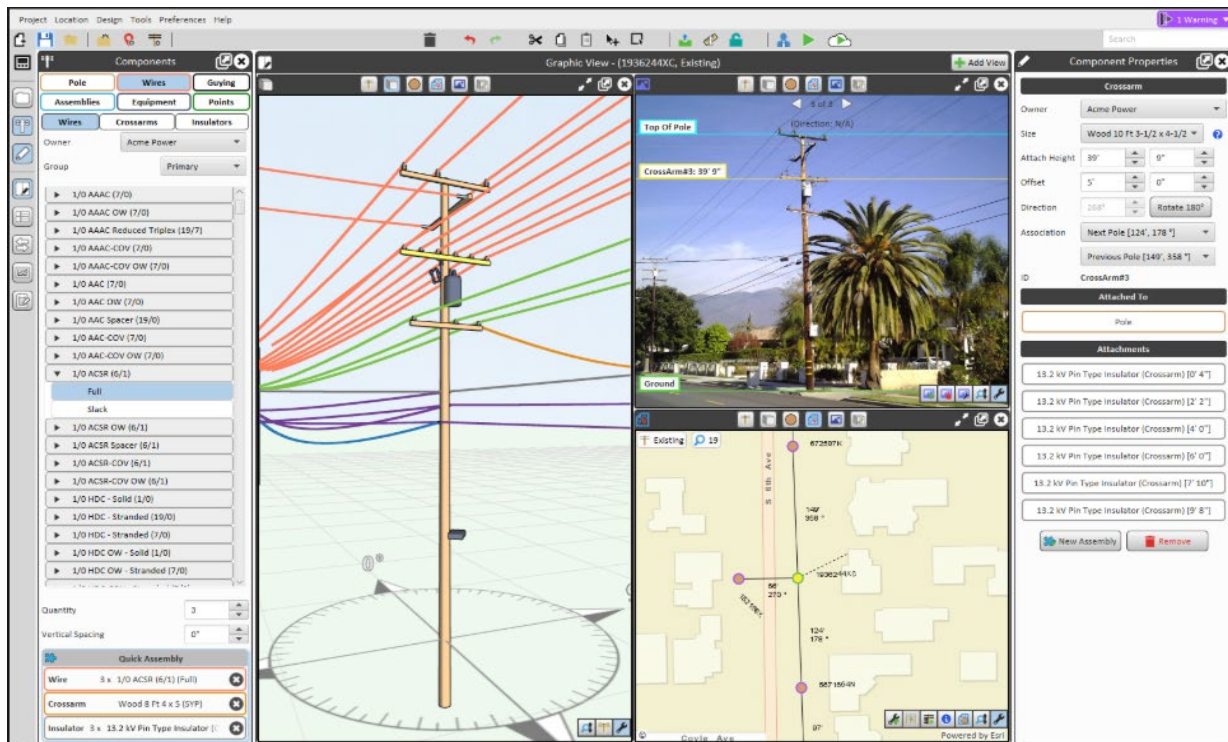 Project Location Design Tools Preferences Help
1 Warning
Search
Components
Pole Wires Guying
Assemblies Equipment Points
Wires Crossarms Insulators
Owner Acme Power
Group Primary
1/0 AAAC (7/0)
1/0 AAAC OW (7/0)
1/0 AAAC Reduced Triplex (19/7)
1/0 AAAC-COV (7/0)
1/0 AAAC-COV OW (7/0)
1/0 AAC (7/0)
1/0 AAC OW (7/0)
1/0 AAC Spacer (19/0)
1/0 AAC-COV (7/0)
1/0 AAC-COV OW (7/0)
1/0 ACSR (6/1)
Full
Slack
1/0 ACSR OW (6/1)
1/0 ACSR Spacer (6/1)
1/0 ACSR-COV (6/1)
1/0 ACSR-COV OW (6/1)
1/0 HDC - Solid (1/0)
1/0 HDC - Stranded (19/0)
1/0 HDC - Stranded (7/0)
1/0 HDC OW - Solid (1/0)
1/0 HDC OW - Stranded (7/0)
Quantity 3
Vertical Spacing 0"
Quick Assembly
Wire 3 x 1/0 ACSR (6/1) (Full)
Crossarm Wood 8 Ft 4 x 5 (SYP)
Insulator 3 x 13.2 kV Pin Type Insulator (C
Graphic View - (1936244XC, Existing)
Add View
0°
8 of 8
(Direction: N/A)
Top Of Pole
CrossArm#3: 39' 9"
Ground
Existing 19
672597K
S 6th Ave
149'
358 °
56'
270 °
124'
178 °
97'
Coyle Ave
©
Powered by Esri
Component Properties
Crossarm
Owner Acme Power
Size Wood 10 Ft 3-1/2 x 4-1/2
Attach Height 39' 9"
Offset 5' 0"
Direction 268° Rotate 180°
Association Next Pole [124', 178 °]
Previous Pole [149', 358 °]
ID CrossArm#3
Attached To
Pole
Attachments
13.2 kV Pin Type Insulator (Crossarm) [0' 4"]
13.2 kV Pin Type Insulator (Crossarm) [2' 2"]
13.2 kV Pin Type Insulator (Crossarm) [4' 0"]
13.2 kV Pin Type Insulator (Crossarm) [6' 0"]
13.2 kV Pin Type Insulator (Crossarm) [7' 10"]
13.2 kV Pin Type Insulator (Crossarm) [9' 8"]
New Assembly Remove